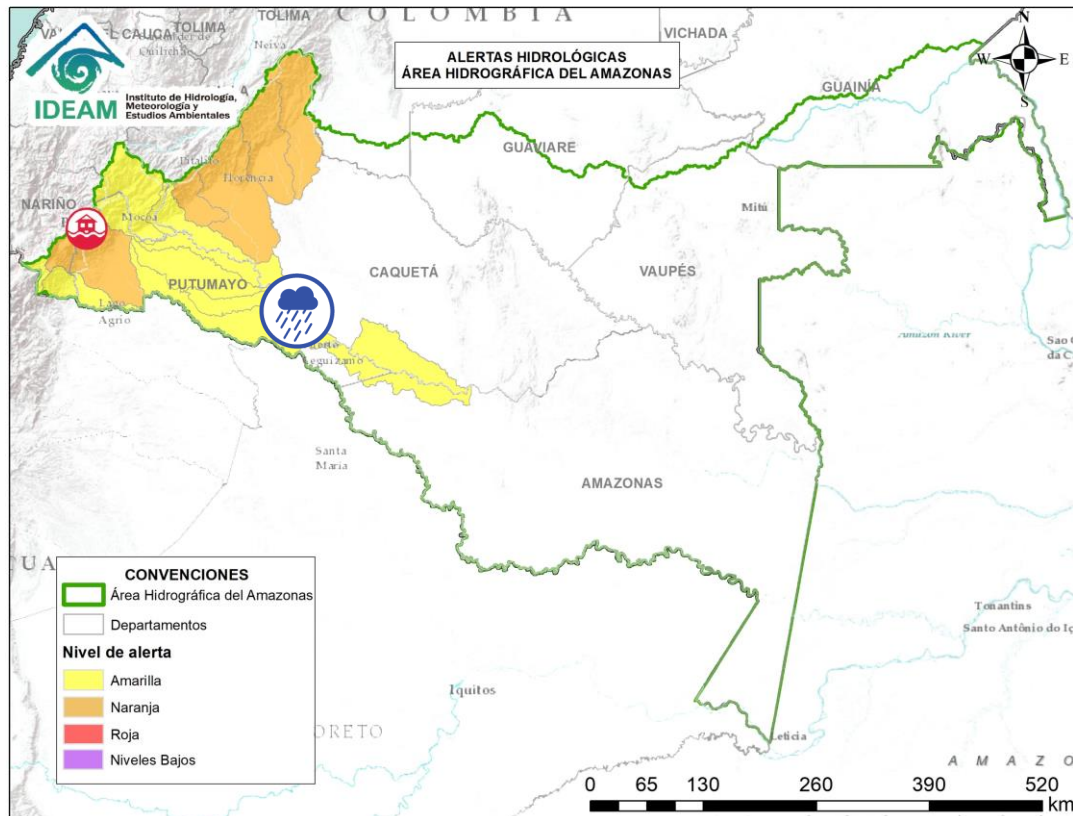 COLOMBIA
TOLIMA
TOLIMA
CAUCA
Neiva
VICHADA
N
W
E
S
IDEAM
Instituto de Hidrología,
Meteorología y
Estudios Ambientales
ALERTAS HIDROLÓGICAS
ÁREA HIDROGRÁFICA DEL AMAZONAS
GUAINÍA
GUAVIARE
Pitalito
Florencia
NARIÑO
Mocoa
Mitú
CAQUETÁ
VAUPÉS
PUTUMAYO
Lago
Agrio
Amazon River
Santa
Maria
AMAZONAS
CONVENCIONES
Área Hidrográfica del Amazonas
Departamentos
Nivel de alerta
Amarilla
Naranja
Roja
Niveles Bajos
Tonantins
Santo Antônio do Iç
Iquitos
ORETO
Leticia
AMAZO
0 65 130 260 390 520
km